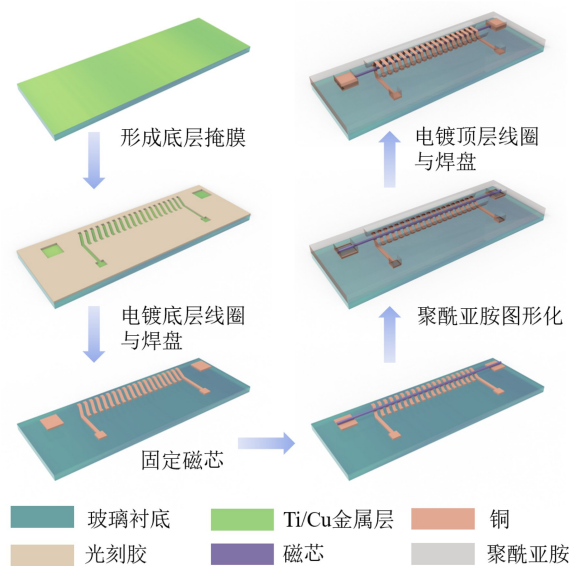 形成底层掩膜
电镀底层线圈
与焊盘
固定磁芯
聚酰亚胺图形化
电镀顶层线圈
与焊盘
玻璃衬底
Ti/Cu金属层
铜
光刻胶
磁芯
聚酰亚胺